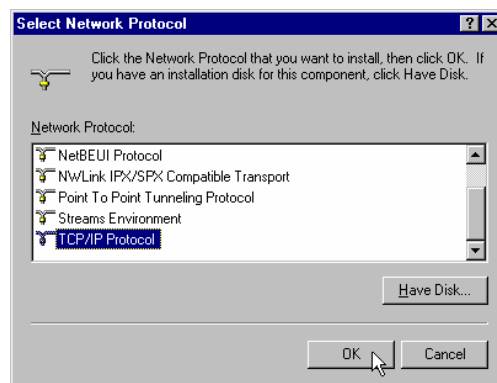 Select Network Protocol
Click the Network Protocol that you want to install, then click OK. If
you have an installation disk for this component, click Have Disk.
Network Protocol:
NetBEUI Protocol
NWLink IPX/SPX Compatible Transport
Point To Point Tunneling Protocol
Streams Environment
TCP/IP Protocol
Have Disk...
OK
Cancel